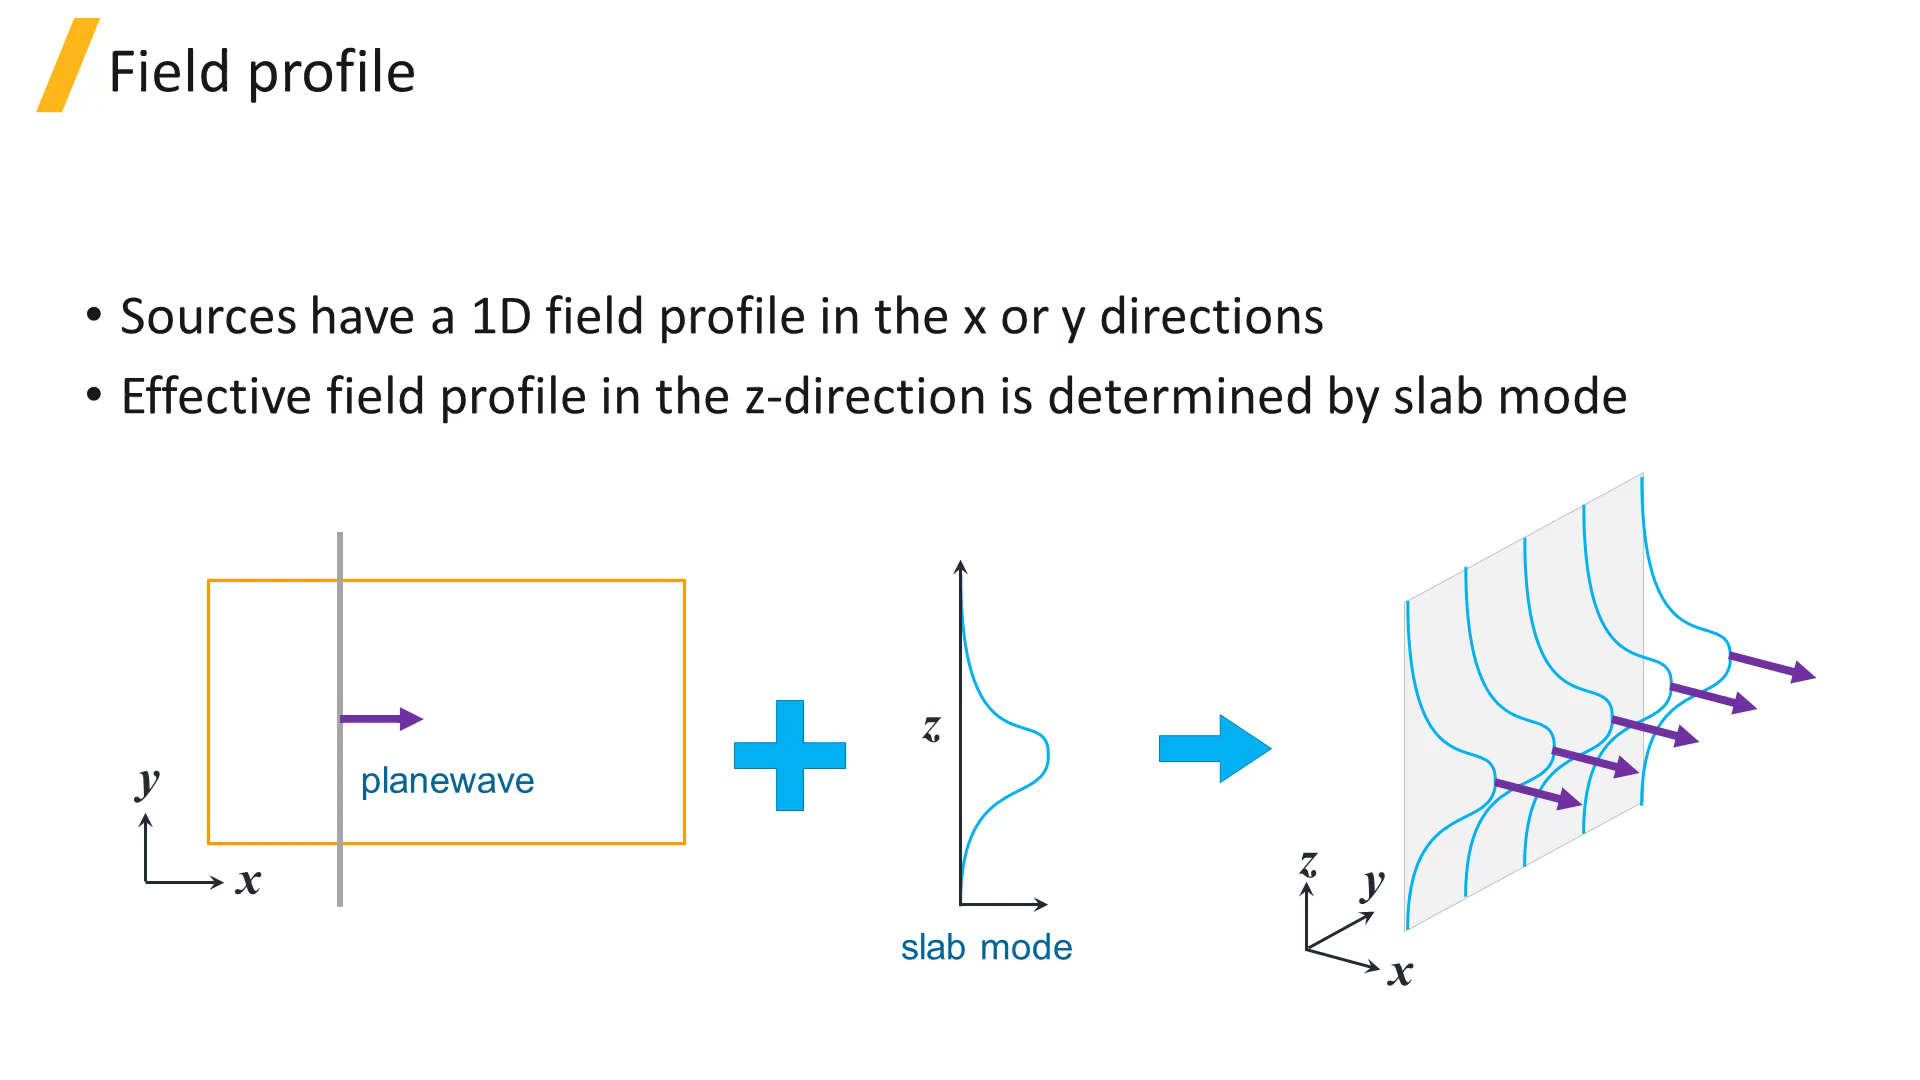 Field profile
• Sources have a 1D field profile in the x or y directions
• Effective field profile in the z-direction is determined by slab mode
y
x
planewave
z
slab mode
z
y
x